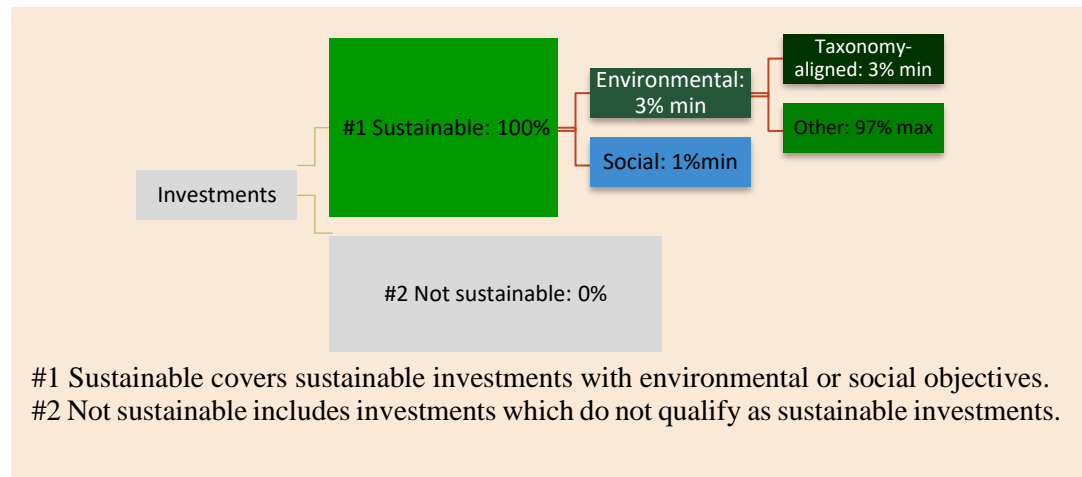 Taxonomy-
aligned: 3% min
Environmental:
3% min
#1 Sustainable: 100%
Other: 97% max
Social: 1%min
Investments
#2 Not sustainable: 0%
#1 Sustainable covers sustainable investments with environmental or social objectives.
#2 Not sustainable includes investments which do not qualify as sustainable investments.